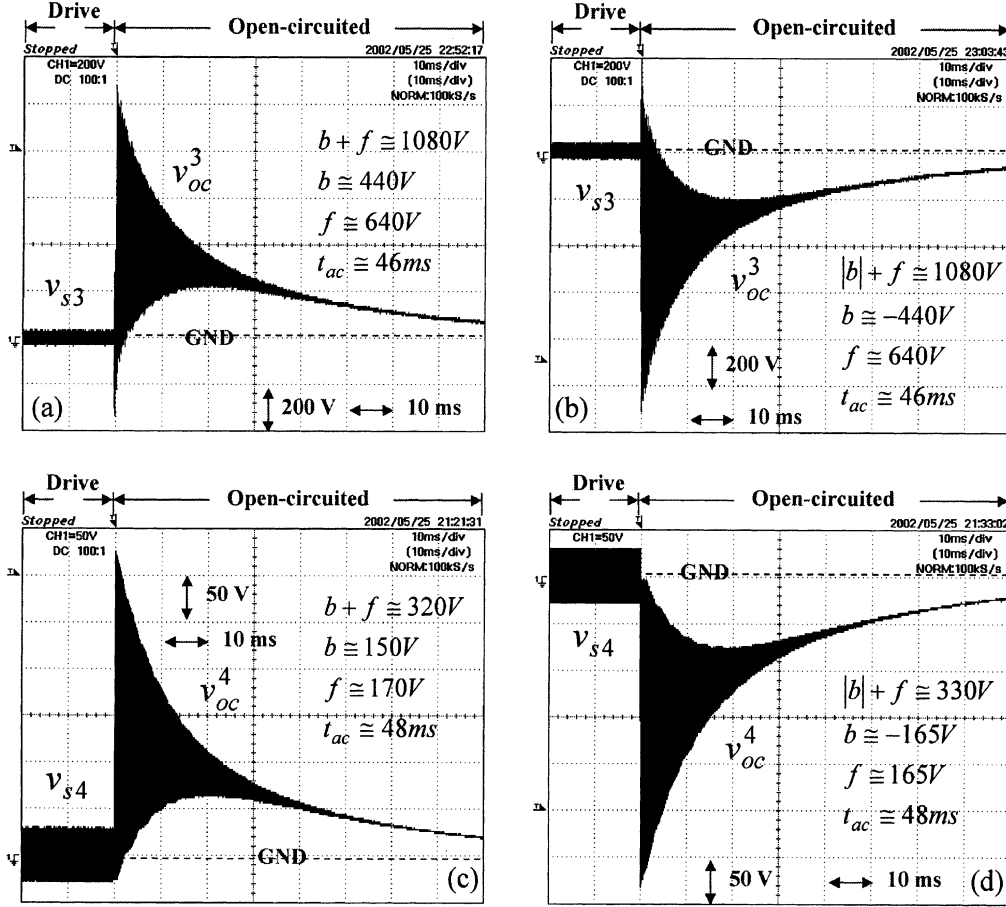 Drive
Open-circuited
Stopped
2002/05/25 22:52:17
CH1=200V
DC 100:1
10ms/div
(10ms/div)
NORM:100kS/s
b + f ≅ 1080V
v_oc^3
b ≅ 440V
f ≅ 640V
t_ac ≅ 46ms
v_s3
GND
(a)
200 V
10 ms
Drive
Open-circuited
Stopped
2002/05/25 23:03:43
CH1=200V
DC 100:1
10ms/div
(10ms/div)
NORM:100kS/s
GND
v_s3
v_oc^3
|b| + f ≅ 1080V
b ≅ -440V
200 V
f ≅ 640V
t_ac ≅ 46ms
(b)
10 ms
Drive
Open-circuited
Stopped
2002/05/25 21:21:31
CH1=50V
DC 100:1
10ms/div
(10ms/div)
NORM:100kS/s
50 V
b + f ≅ 320V
10 ms
b ≅ 150V
v_oc^4
f ≅ 170V
t_ac ≅ 48ms
v_s4
GND
(c)
Drive
Open-circuited
Stopped
2002/05/25 21:33:02
CH1=50V
10ms/div
(10ms/div)
NORM:100kS/s
GND
v_s4
|b| + f ≅ 330V
v_oc^4
b ≅ -165V
f ≅ 165V
t_ac ≅ 48ms
50 V
10 ms
(d)